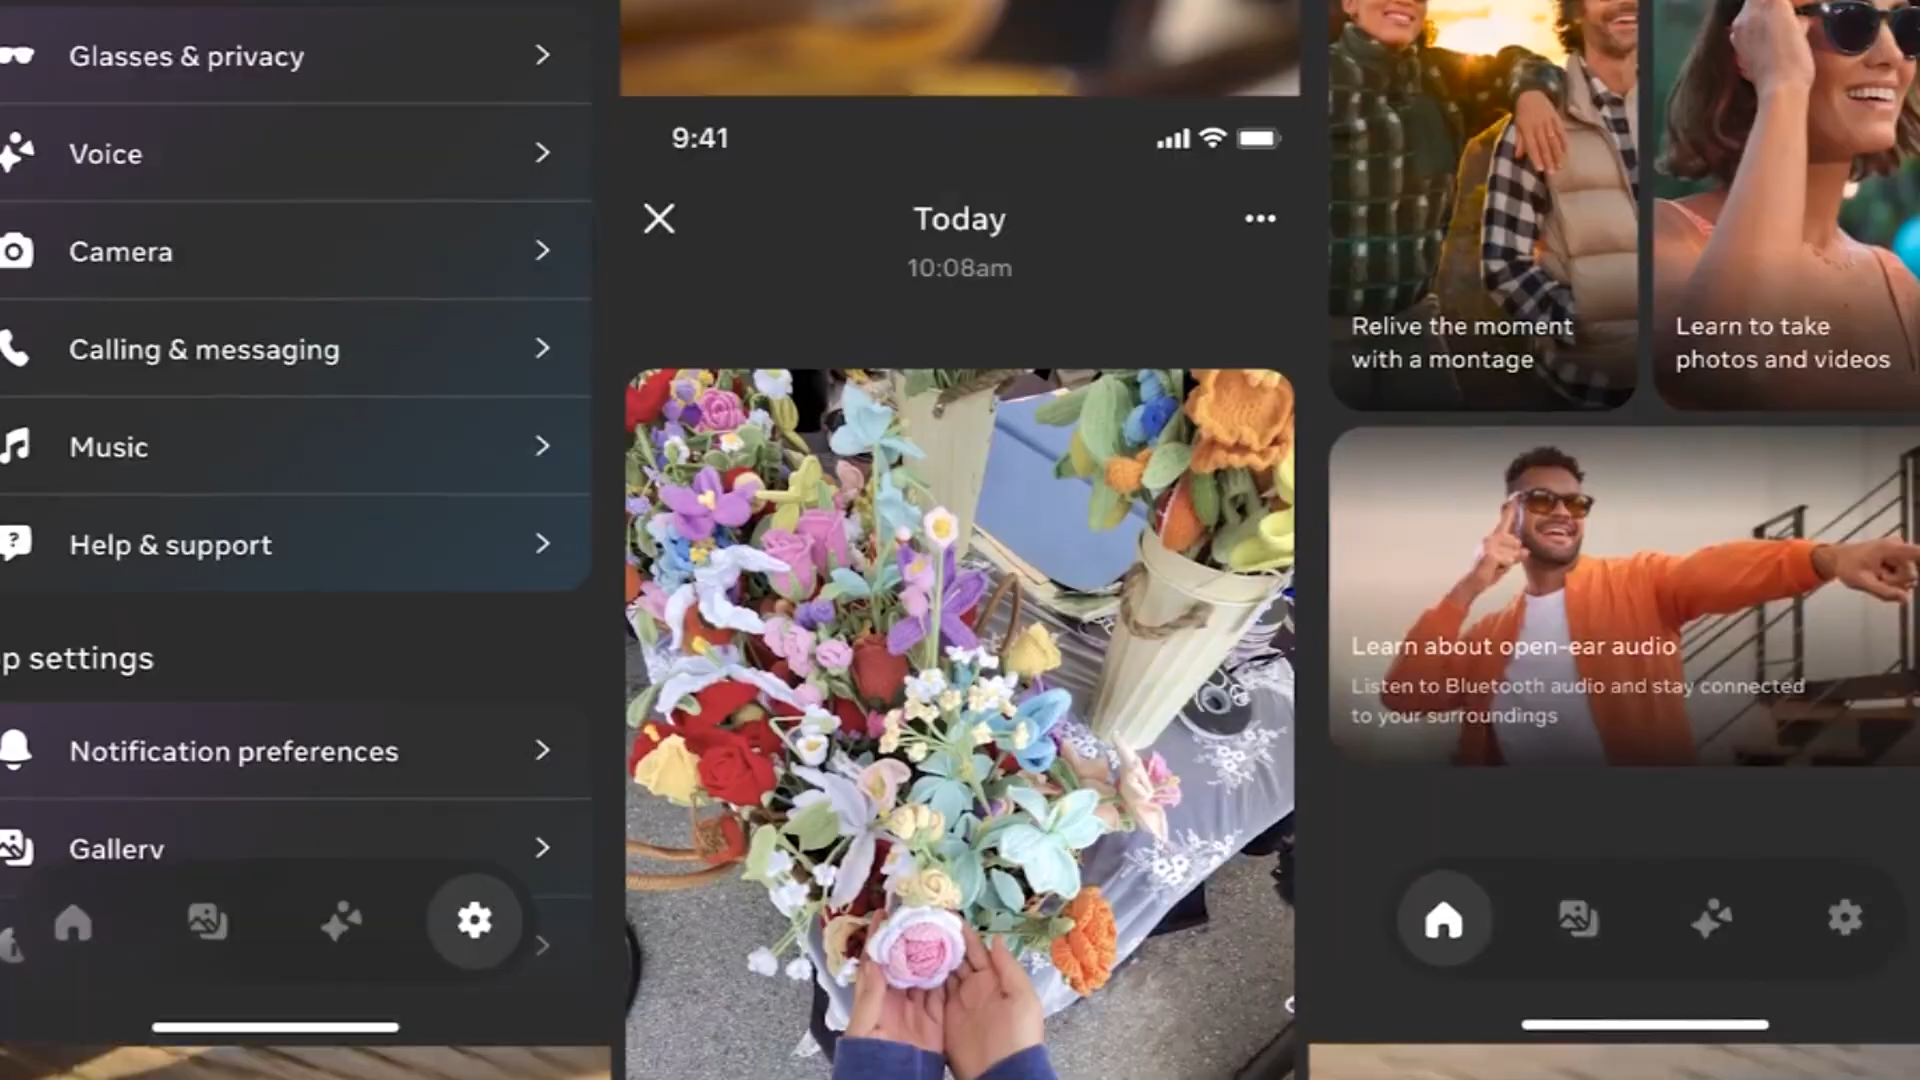 Glasses & privacy
Voice
Camera
Calling & messaging
Music
Help & support
p settings
Notification preferences
Gallery
9:41
Today
10:08am
Relive the moment
with a montage
Learn to take
photos and videos
Learn about open-ear audio
Listen to Bluetooth audio and stay connected
to your surroundings